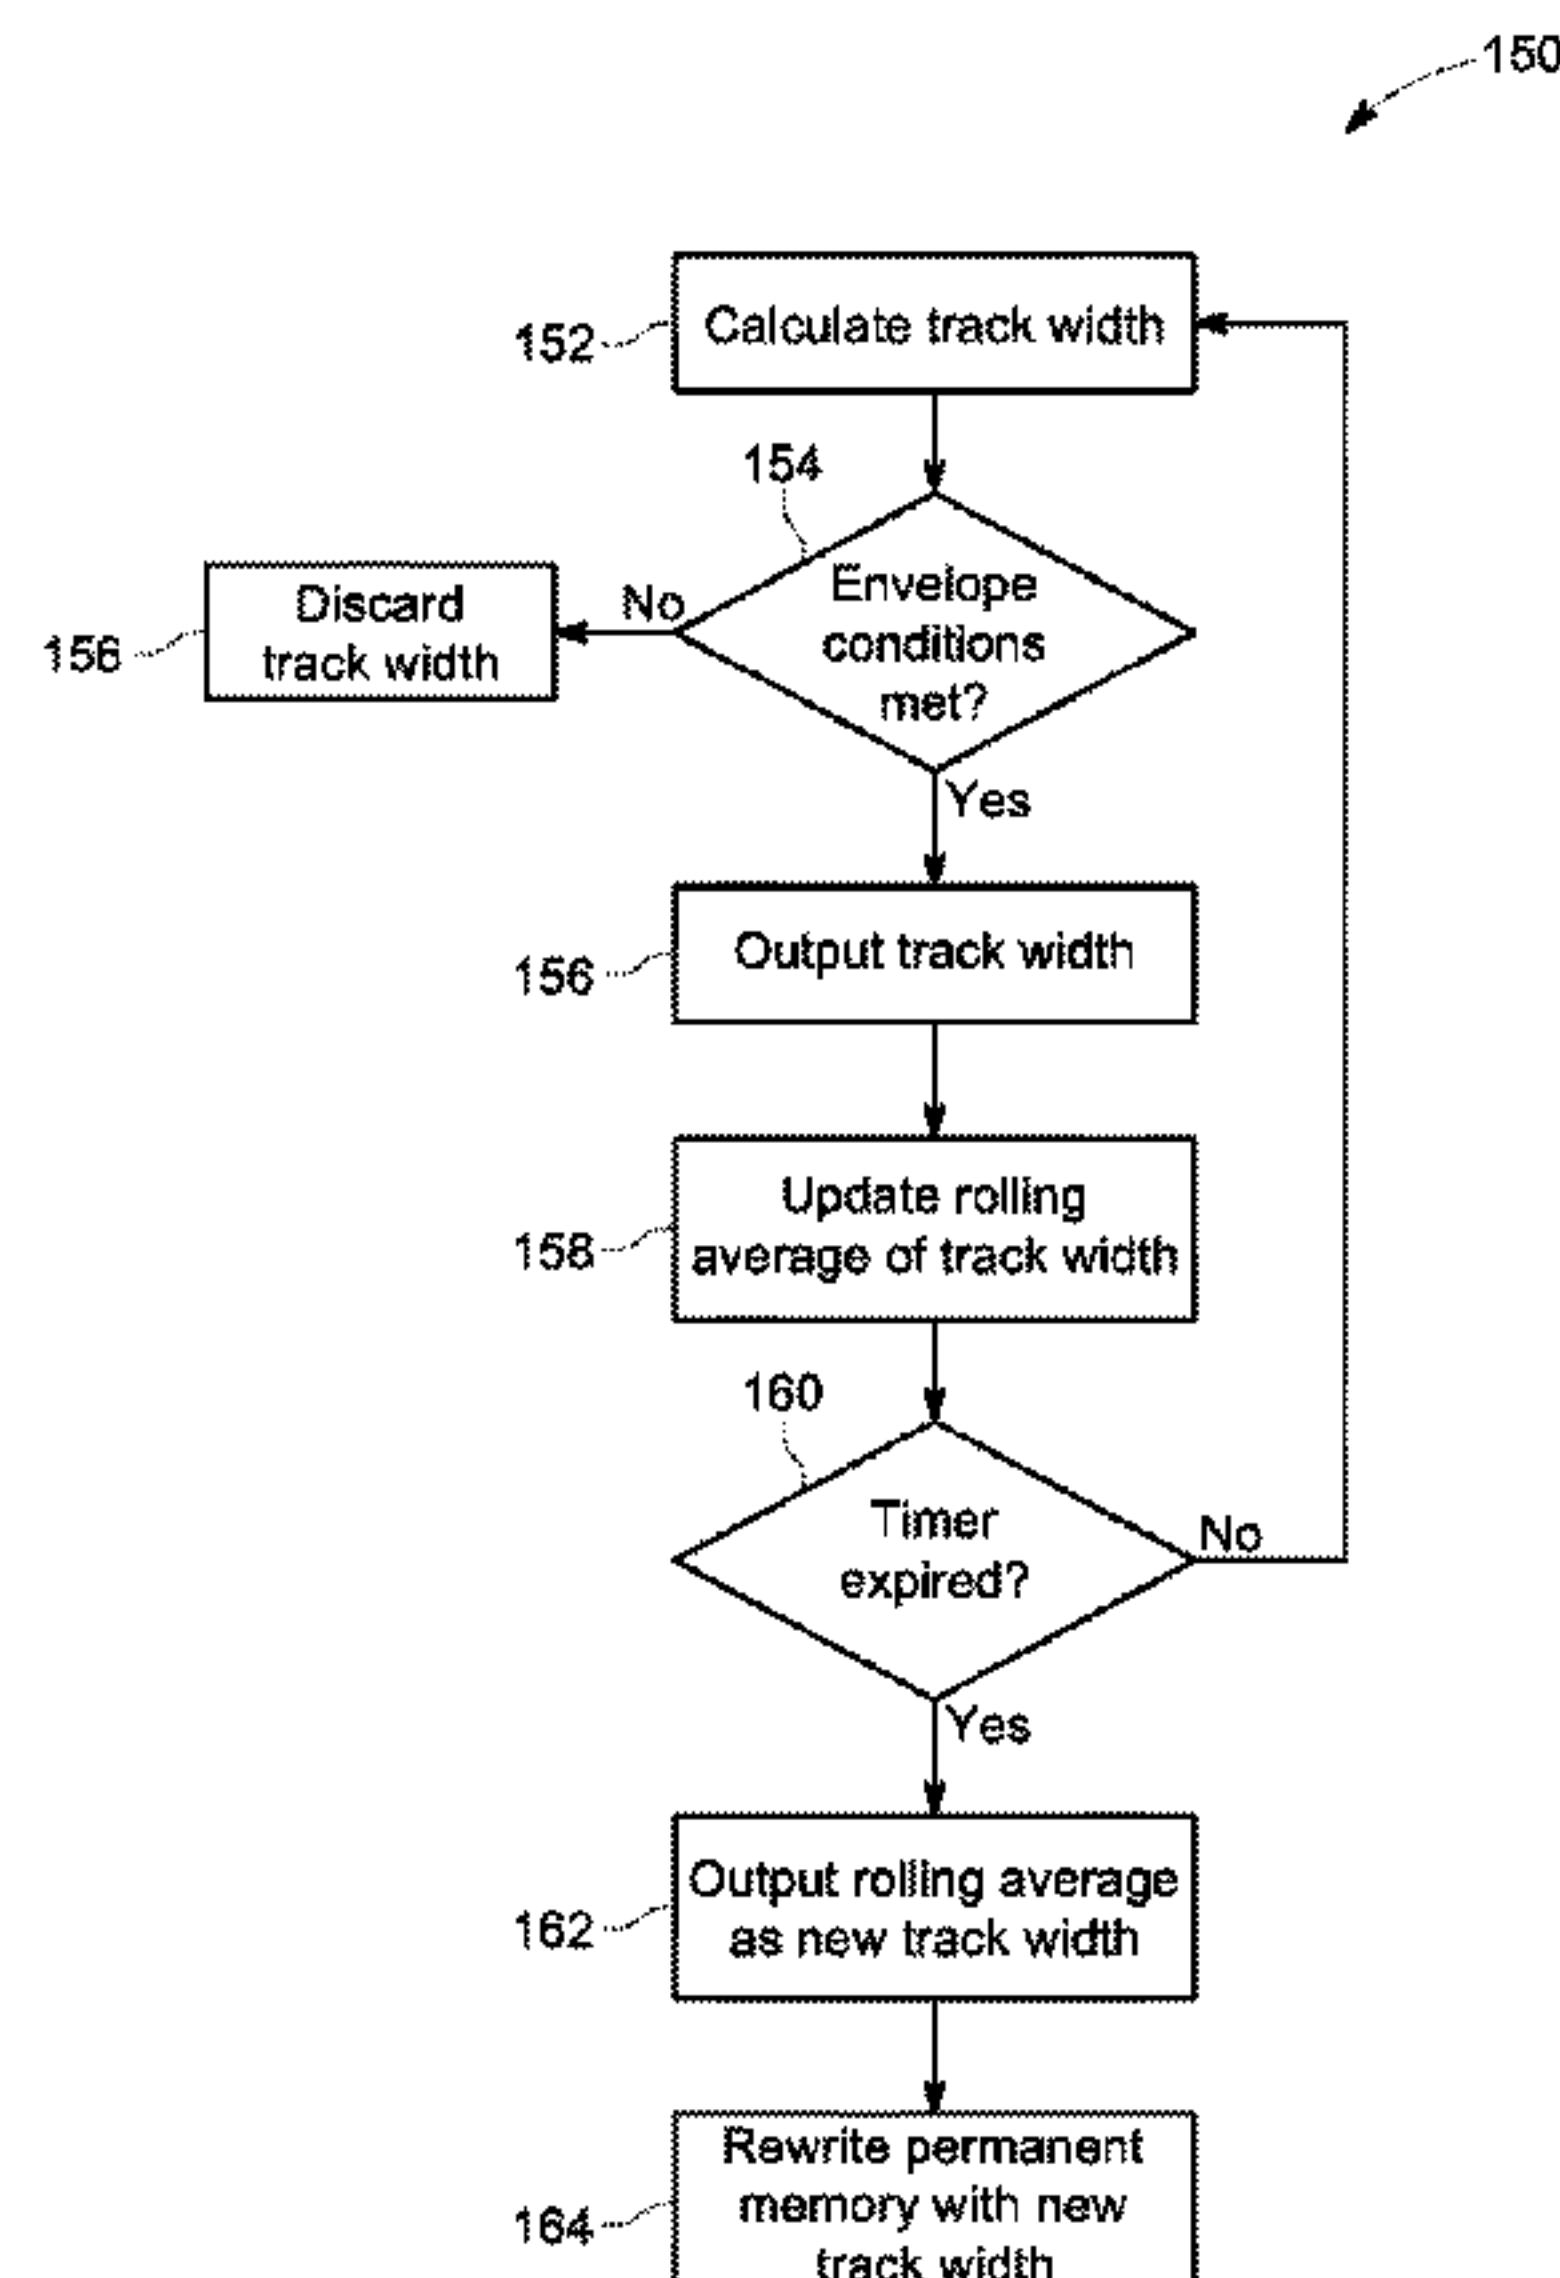 150
152
Calculate track width
154
Envelope
conditions
met?
No
Discard
track width
156
Yes
156
Output track width
158
Update rolling
average of track width
160
Timer
expired?
No
Yes
162
Output rolling average
as new track width
164
Rewrite permanent
memory with new
track width